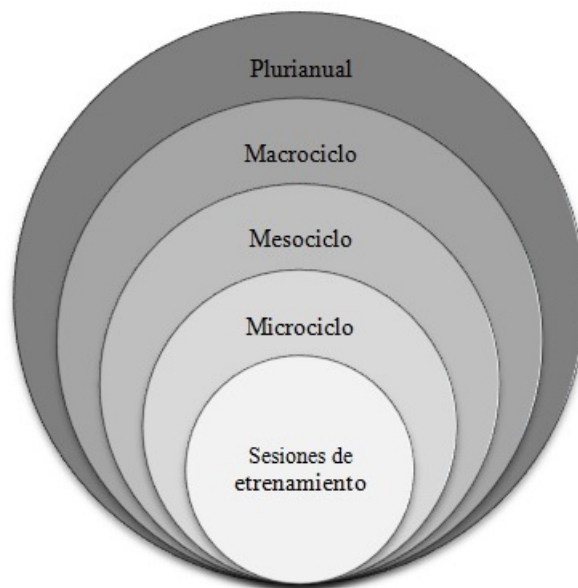 Plurianual
Macrociclo
Mesociclo
Microciclo
Sesiones de
etrenamiento